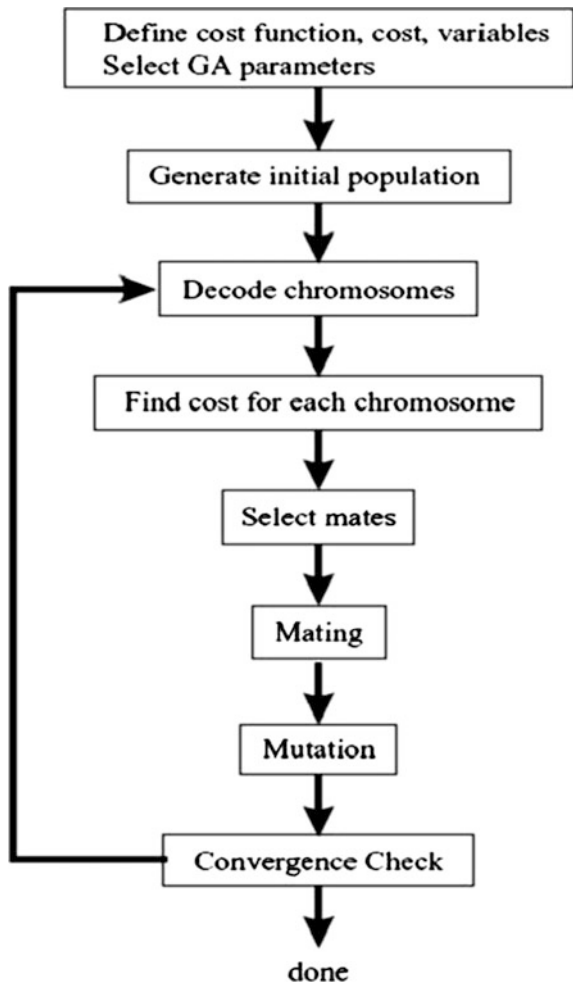 Define cost function, cost, variables
Select GA parameters
Generate initial population
Decode chromosomes
Find cost for each chromosome
Select mates
Mating
Mutation
Convergence Check
done